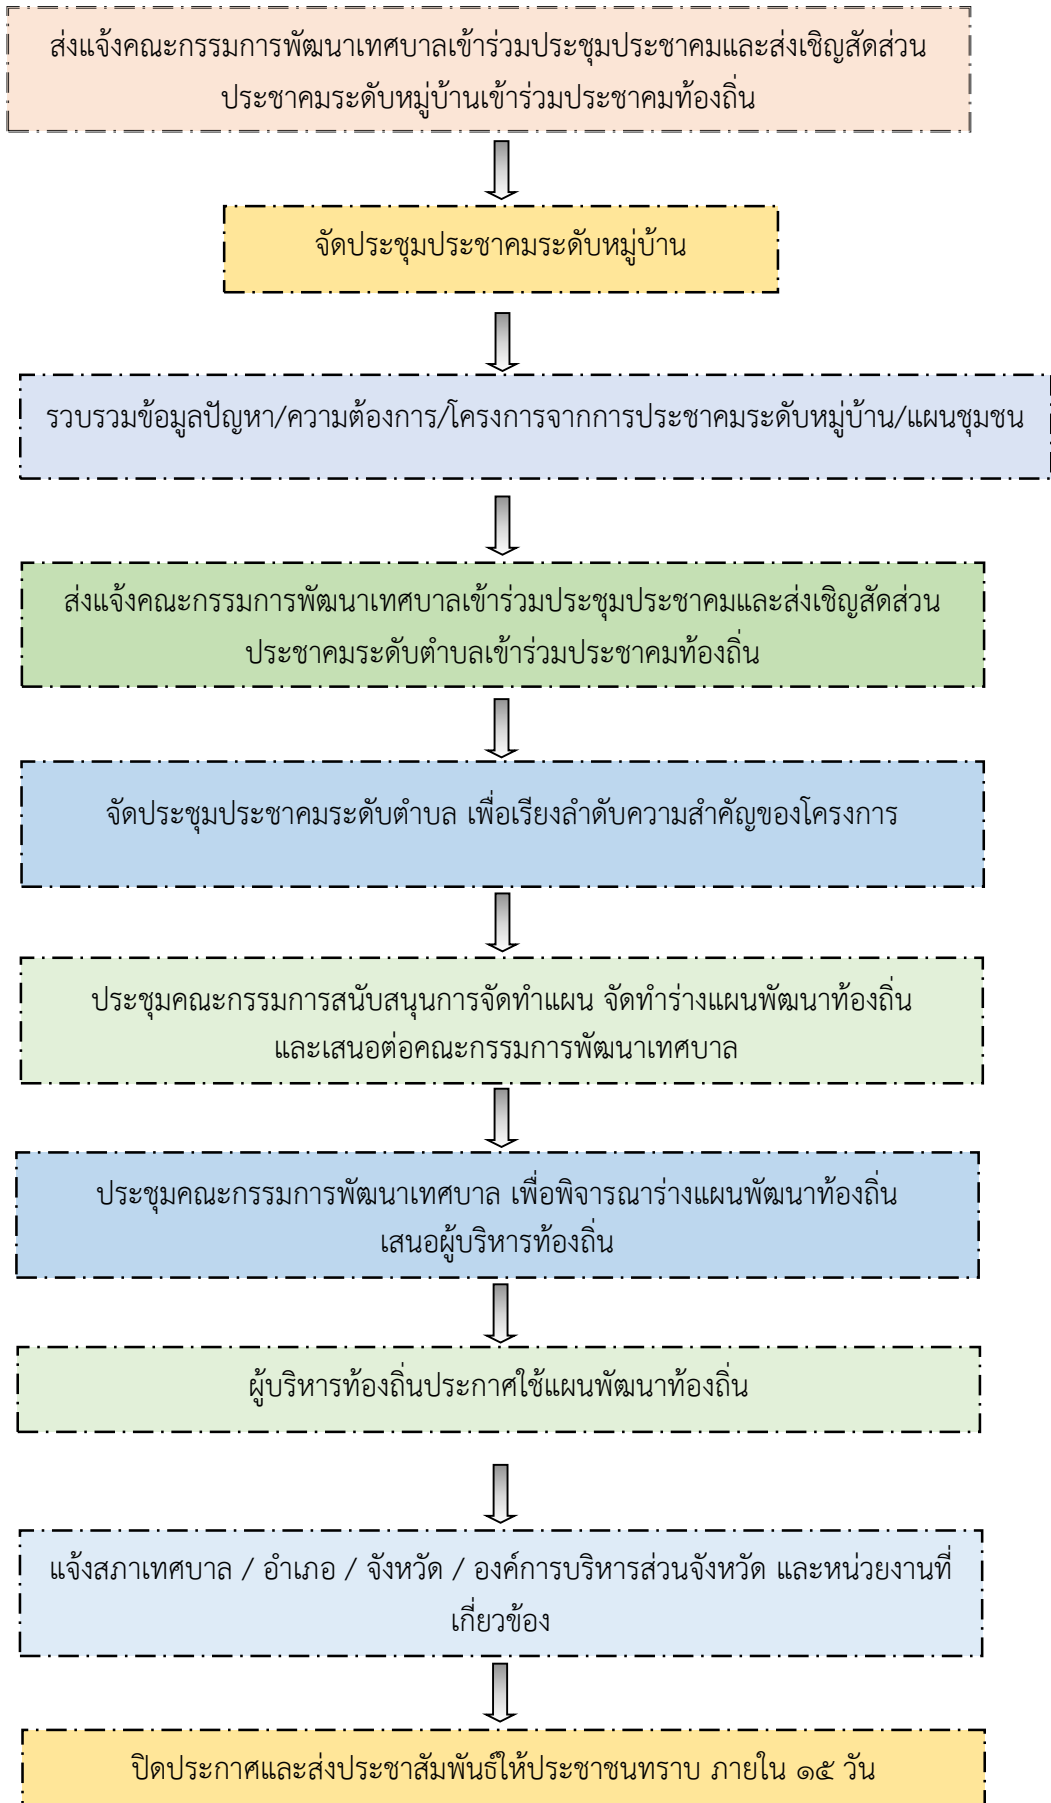 ส่งแจ้งคณะกรรมการพัฒนาเทศบาลเข้าร่วมประชุมประชาคมและส่งเชิญสัดส่วน
ประชาคมระดับหมู่บ้านเข้าร่วมประชาคมท้องถิ่น
จัดประชุมประชาคมระดับหมู่บ้าน
รวบรวมข้อมูลปัญหา/ความต้องการ/โครงการจากการประชาคมระดับหมู่บ้าน/แผนชุมชน
ส่งแจ้งคณะกรรมการพัฒนาเทศบาลเข้าร่วมประชุมประชาคมและส่งเชิญสัดส่วน
ประชาคมระดับตำบลเข้าร่วมประชาคมท้องถิ่น
จัดประชุมประชาคมระดับตำบล เพื่อเรียงลำดับความสำคัญของโครงการ
ประชุมคณะกรรมการสนับสนุนการจัดทำแผน จัดทำร่างแผนพัฒนาท้องถิ่น
และเสนอต่อคณะกรรมการพัฒนาเทศบาล
ประชุมคณะกรรมการพัฒนาเทศบาล เพื่อพิจารณาร่างแผนพัฒนาท้องถิ่น
เสนอผู้บริหารท้องถิ่น
ผู้บริหารท้องถิ่นประกาศใช้แผนพัฒนาท้องถิ่น
แจ้งสภาเทศบาล / อำเภอ / จังหวัด / องค์การบริหารส่วนจังหวัด และหน่วยงานที่
เกี่ยวข้อง
ปิดประกาศและส่งประชาสัมพันธ์ให้ประชาชนทราบ ภายใน ๑๕ วัน